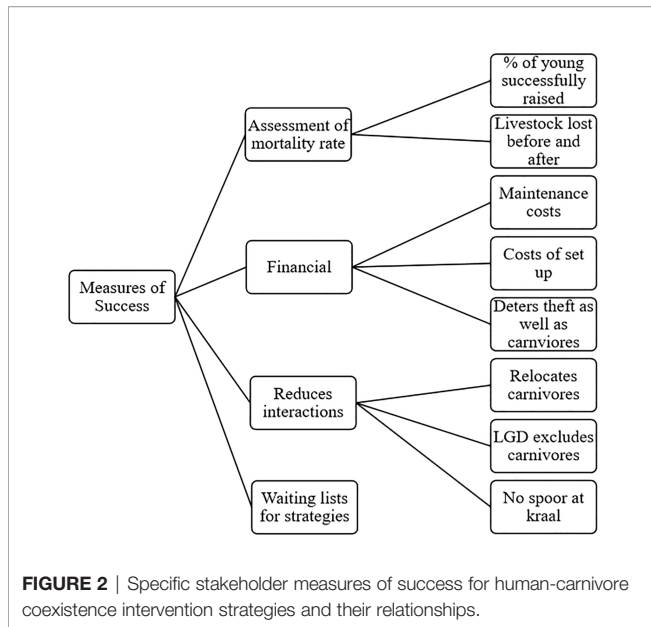 % of young
successfully
raised
Assessment of
mortality rate
Livestock lost
before and
after
Maintenance
costs
Financial
Costs of set
up
Measures of
Success
Deters theft as
well as
carnviores
Relocates
carnivores
Reduces
interactions
LGD excludes
carnivores
Waiting lists
for strategies
No spoor at
kraal
FIGURE 2 | Specific stakeholder measures of success for human-carnivore
coexistence intervention strategies and their relationships.